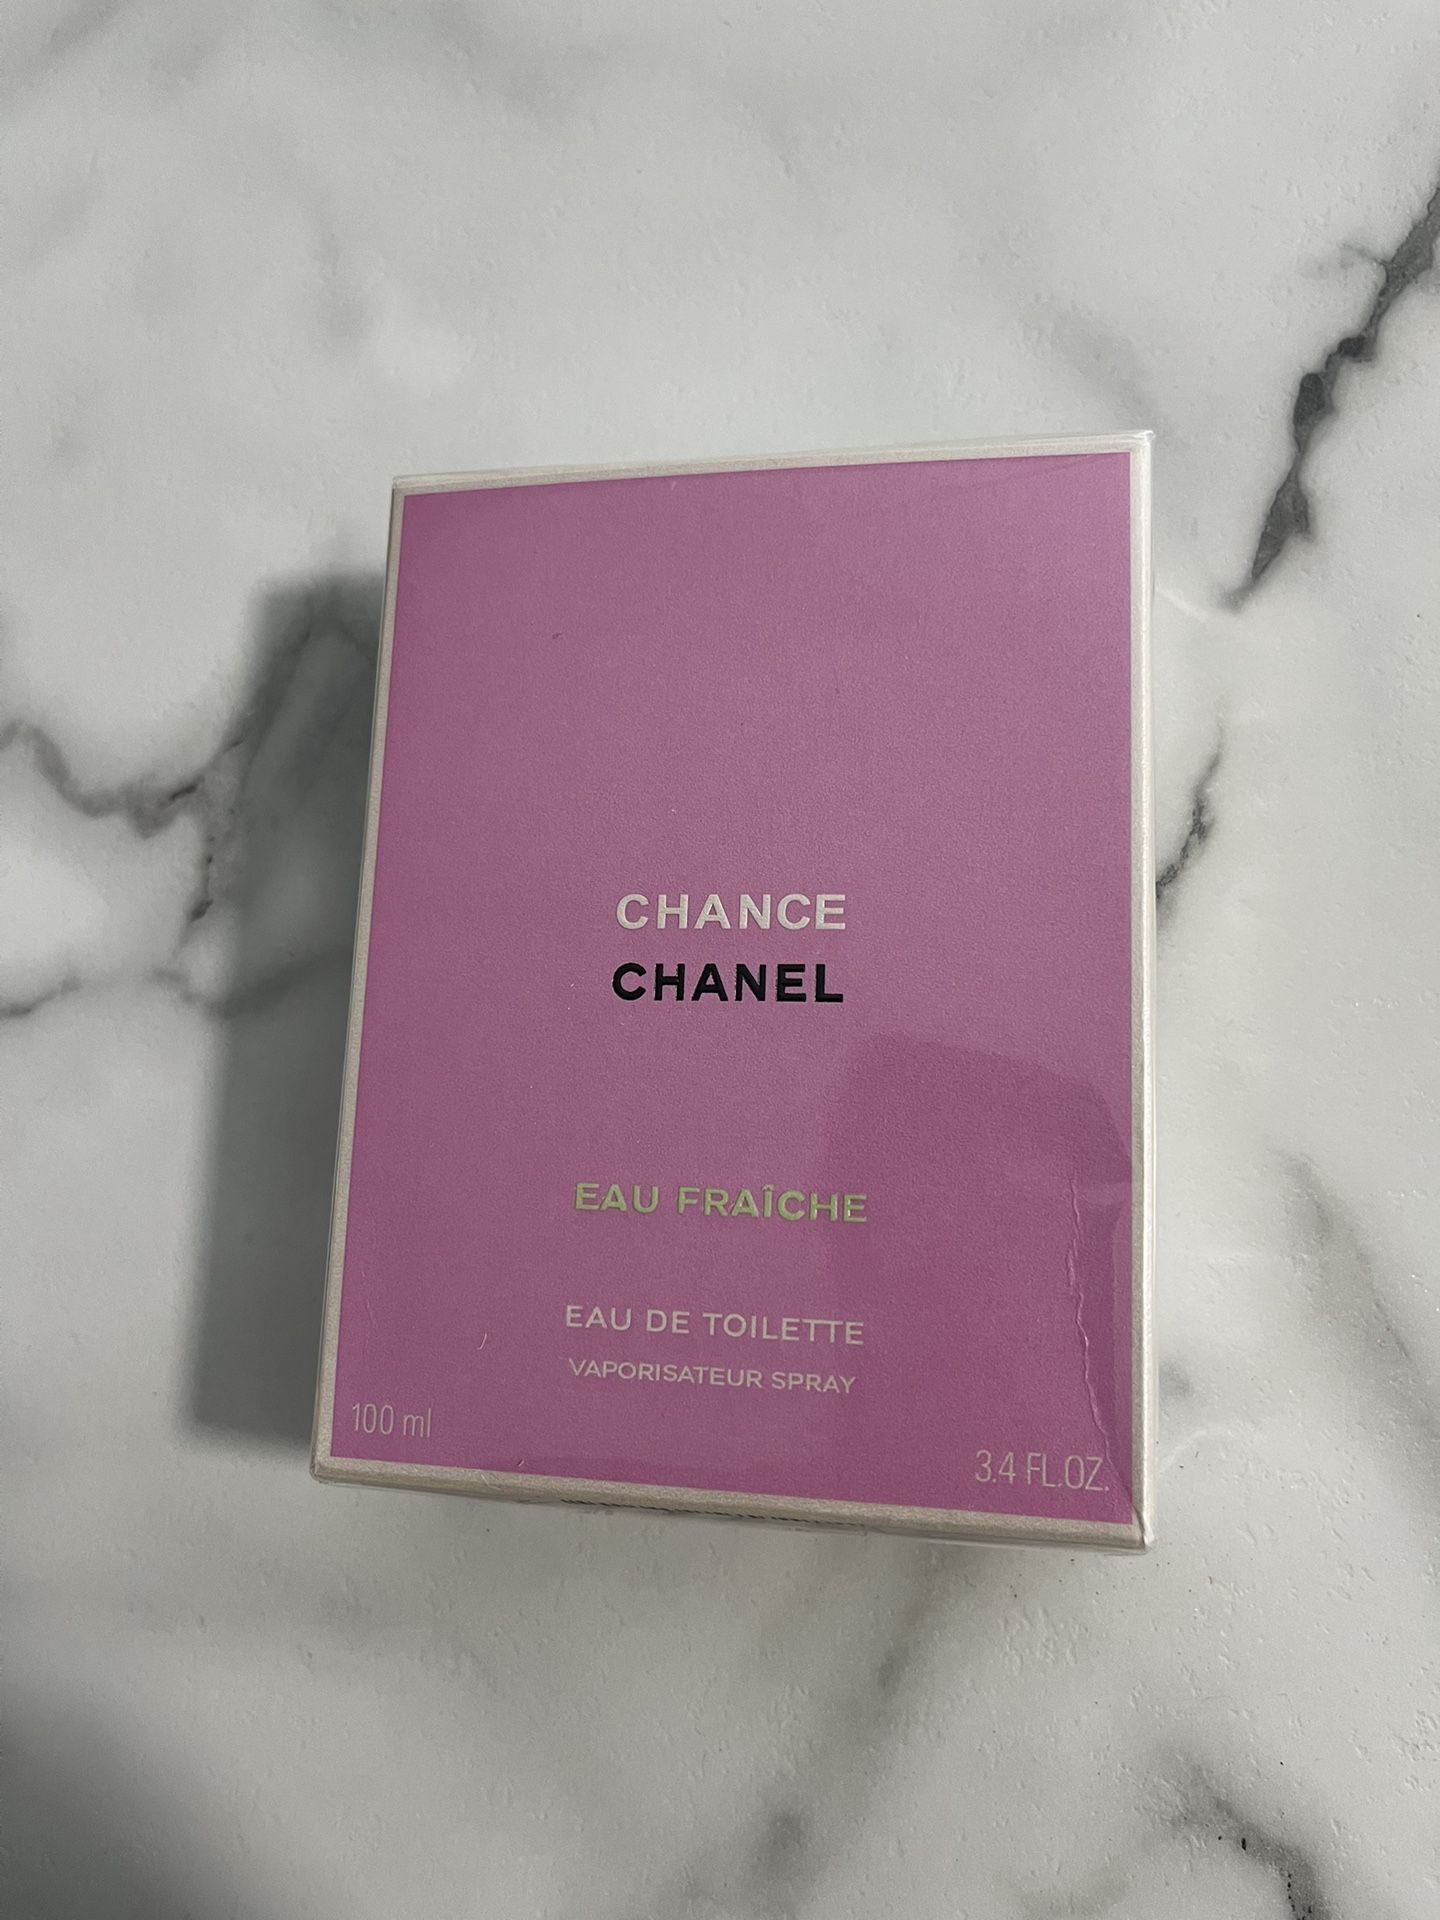 CHANCE
CHANEL
EAU FRAÎCHE
EAU DE TOILETTE
VAPORISATEUR SPRAY
100 ml
3.4 FL.OZ.